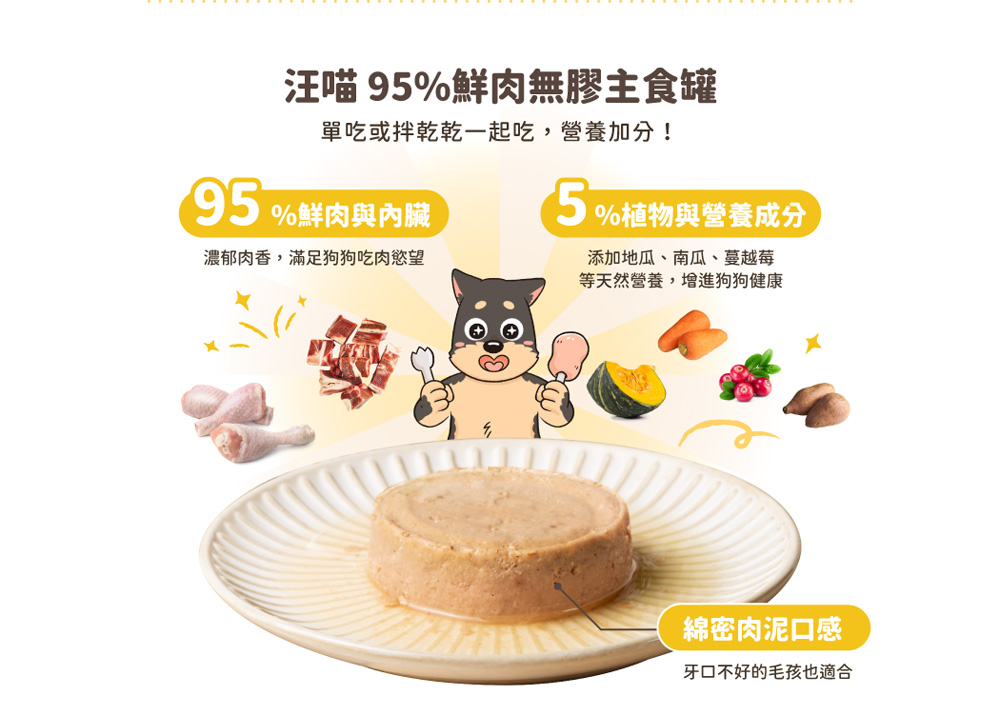 汪喵 95%鮮肉無膠主食罐
單吃或拌乾乾一起吃，營養加分！
95 %鮮肉與內臟
濃郁肉香，滿足狗狗吃肉慾望
5 %植物與營養成分
添加地瓜、南瓜、蔓越莓
等天然營養，增進狗狗健康
綿密肉泥口感
牙口不好的毛孩也適合